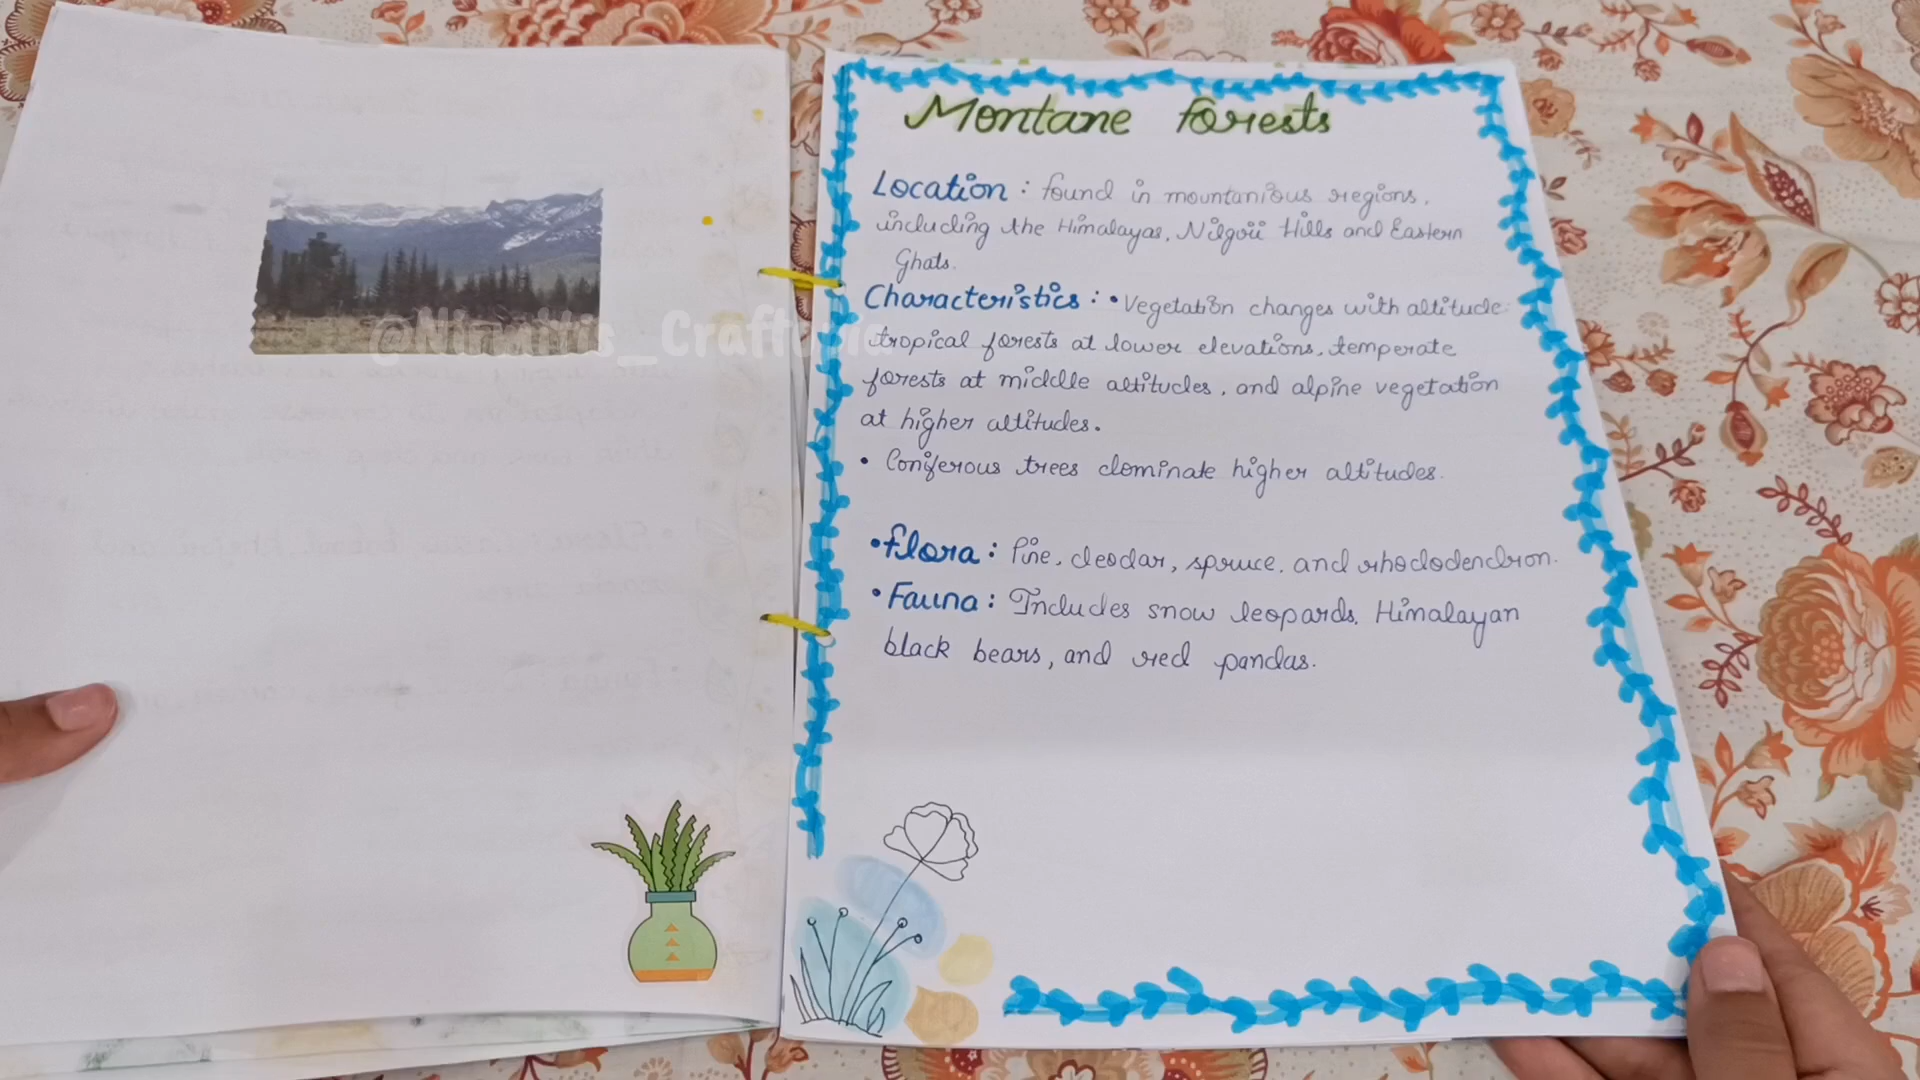 @Nirmitis_Craftopia
Montane forests
Location : found in mountanious regions,
including the Himalayas, Nilgiri Hills and Eastern
Ghats.
Characteristics : • Vegetation changes with altitude
tropical forests at lower elevations, temperate
forests at middle altitudes, and alpine vegetation
at higher altitudes.
• Coniferous trees dominate higher altitudes.
• flora : Pine, deodar, spruce, and rhododendron.
• Fauna : Includes snow leopards, Himalayan
black bears, and red pandas.